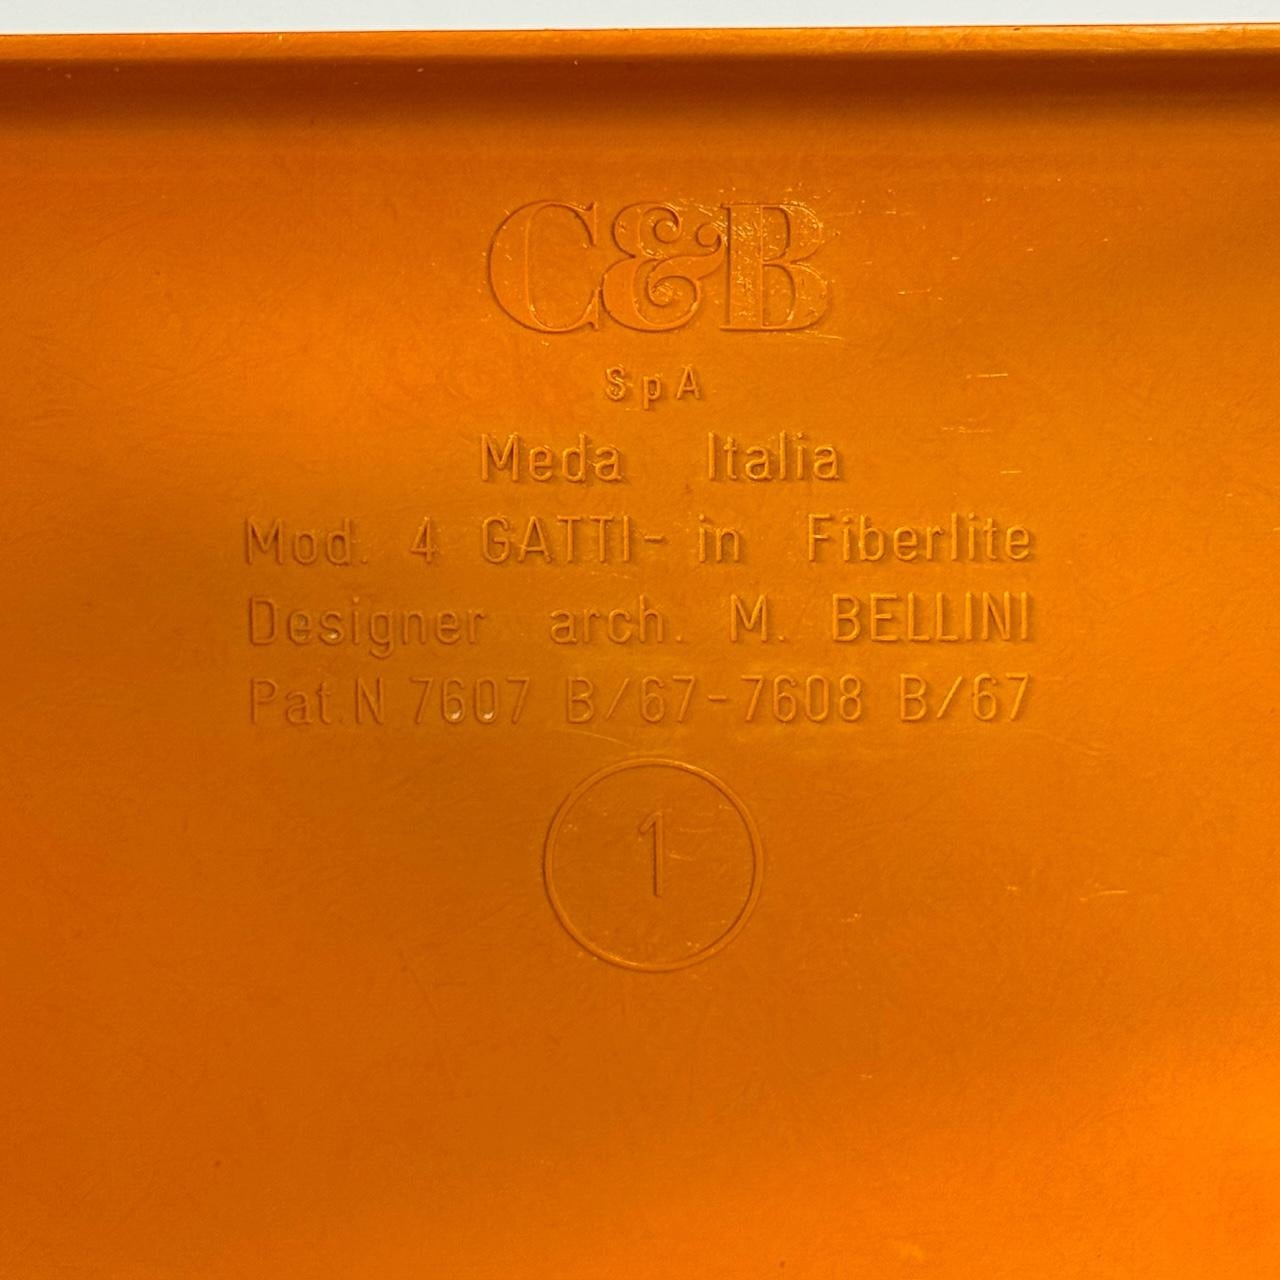 C&B
SpA
Meda Italia
Mod. 4 GATTI- in Fiberlite
Designer arch. M. BELLINI
Pat.N 7607 B/67-7608 B/67
1